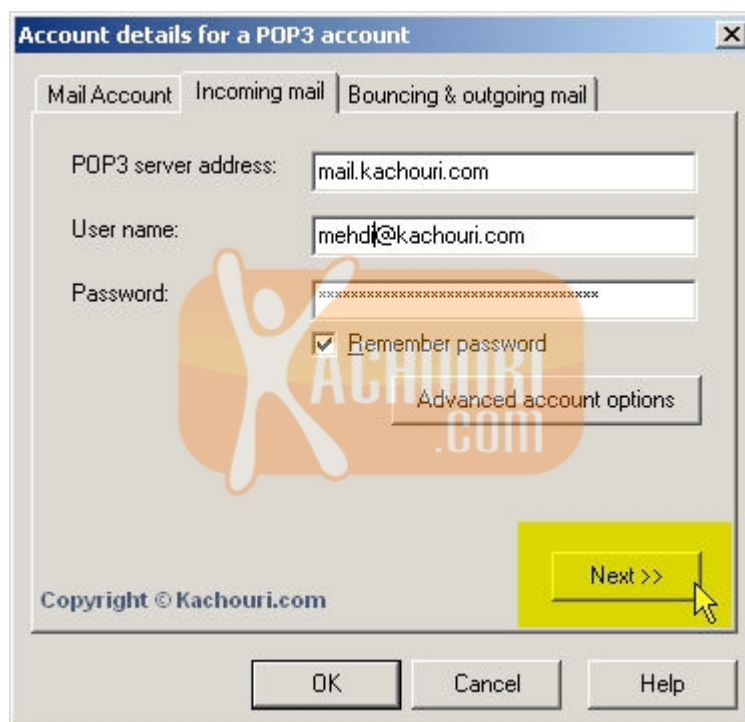 Account details for a POP3 account
Mail Account Incoming mail Bouncing & outgoing mail
POP3 server address: mail.kachouri.com
User name: mehdi@kachouri.com
Password: xxxxxxxxxxxxxxxxxxxxxxxxxxxxxxxxxxx
Remember password
KACHOURI
Advanced account options
.COM
Next >>
Copyright © Kachouri.com
OK Cancel Help